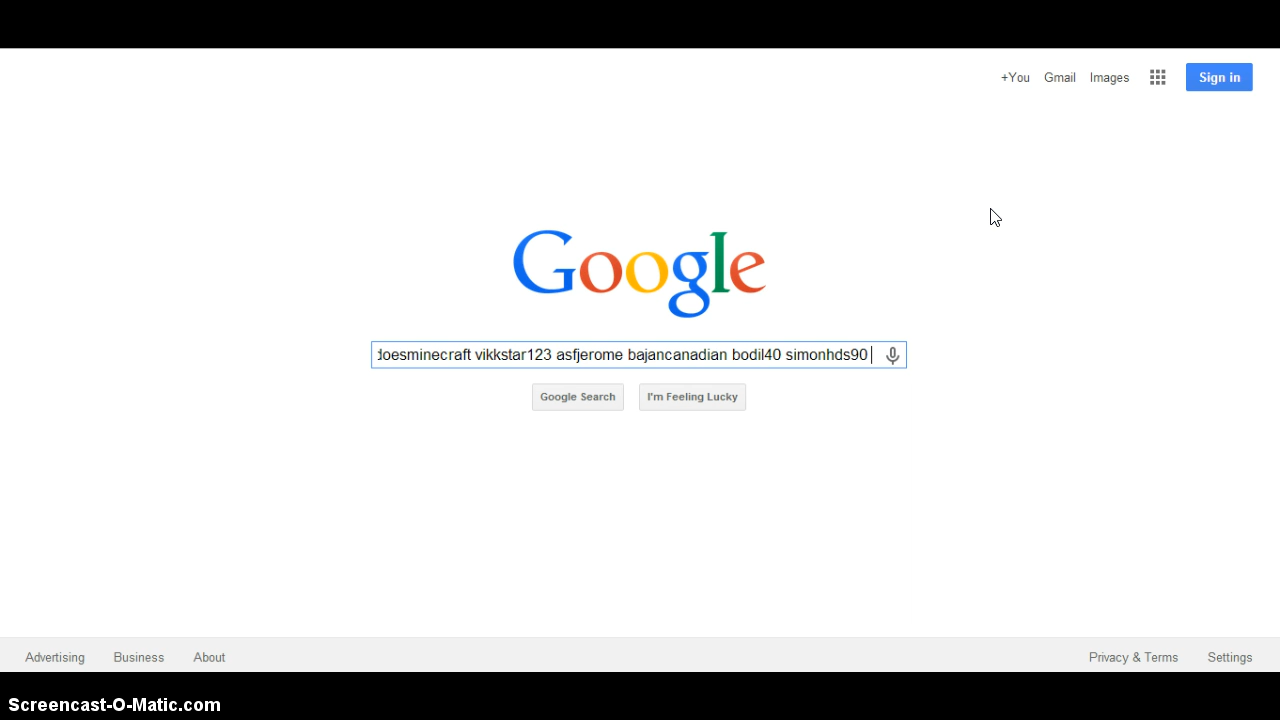 +You Gmail Images Sign in
Google
doesminecraft vikkstar123 asfjerome bajancanadian bodil40 simonhds90
Google Search I'm Feeling Lucky
Advertising Business About Privacy & Terms Settings
Screencast-O-Matic.com